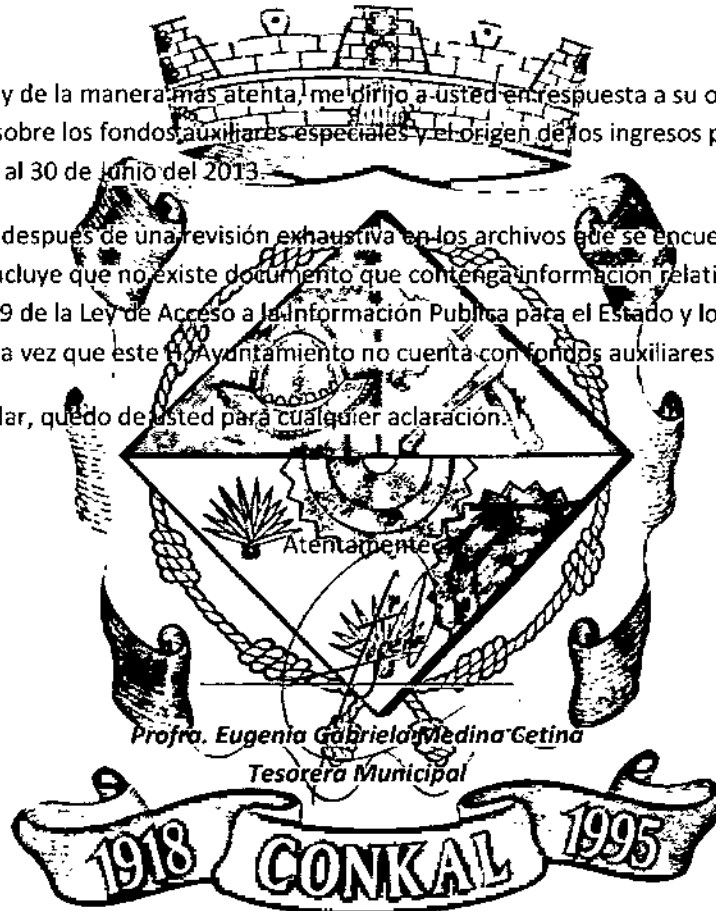 y de la manera más atenta, me dirijo a usted en respuesta a su o
sobre los fondos auxiliares especiales y el origen de los ingresos p
al 30 de junio del 2013.
después de una revisión exhaustiva en los archivos que se encue
cluye que no existe documento que contenga información relati
9 de la Ley de Acceso a la Información Publica para el Estado y lo
a vez que este H. Ayuntamiento no cuenta con fondos auxiliares
lar, quedo de usted para cualquier aclaración.
Atentamente
Profra. Eugenia Gabriela Medina Cetina
Tesorera Municipal
1918 CONKAL 1995